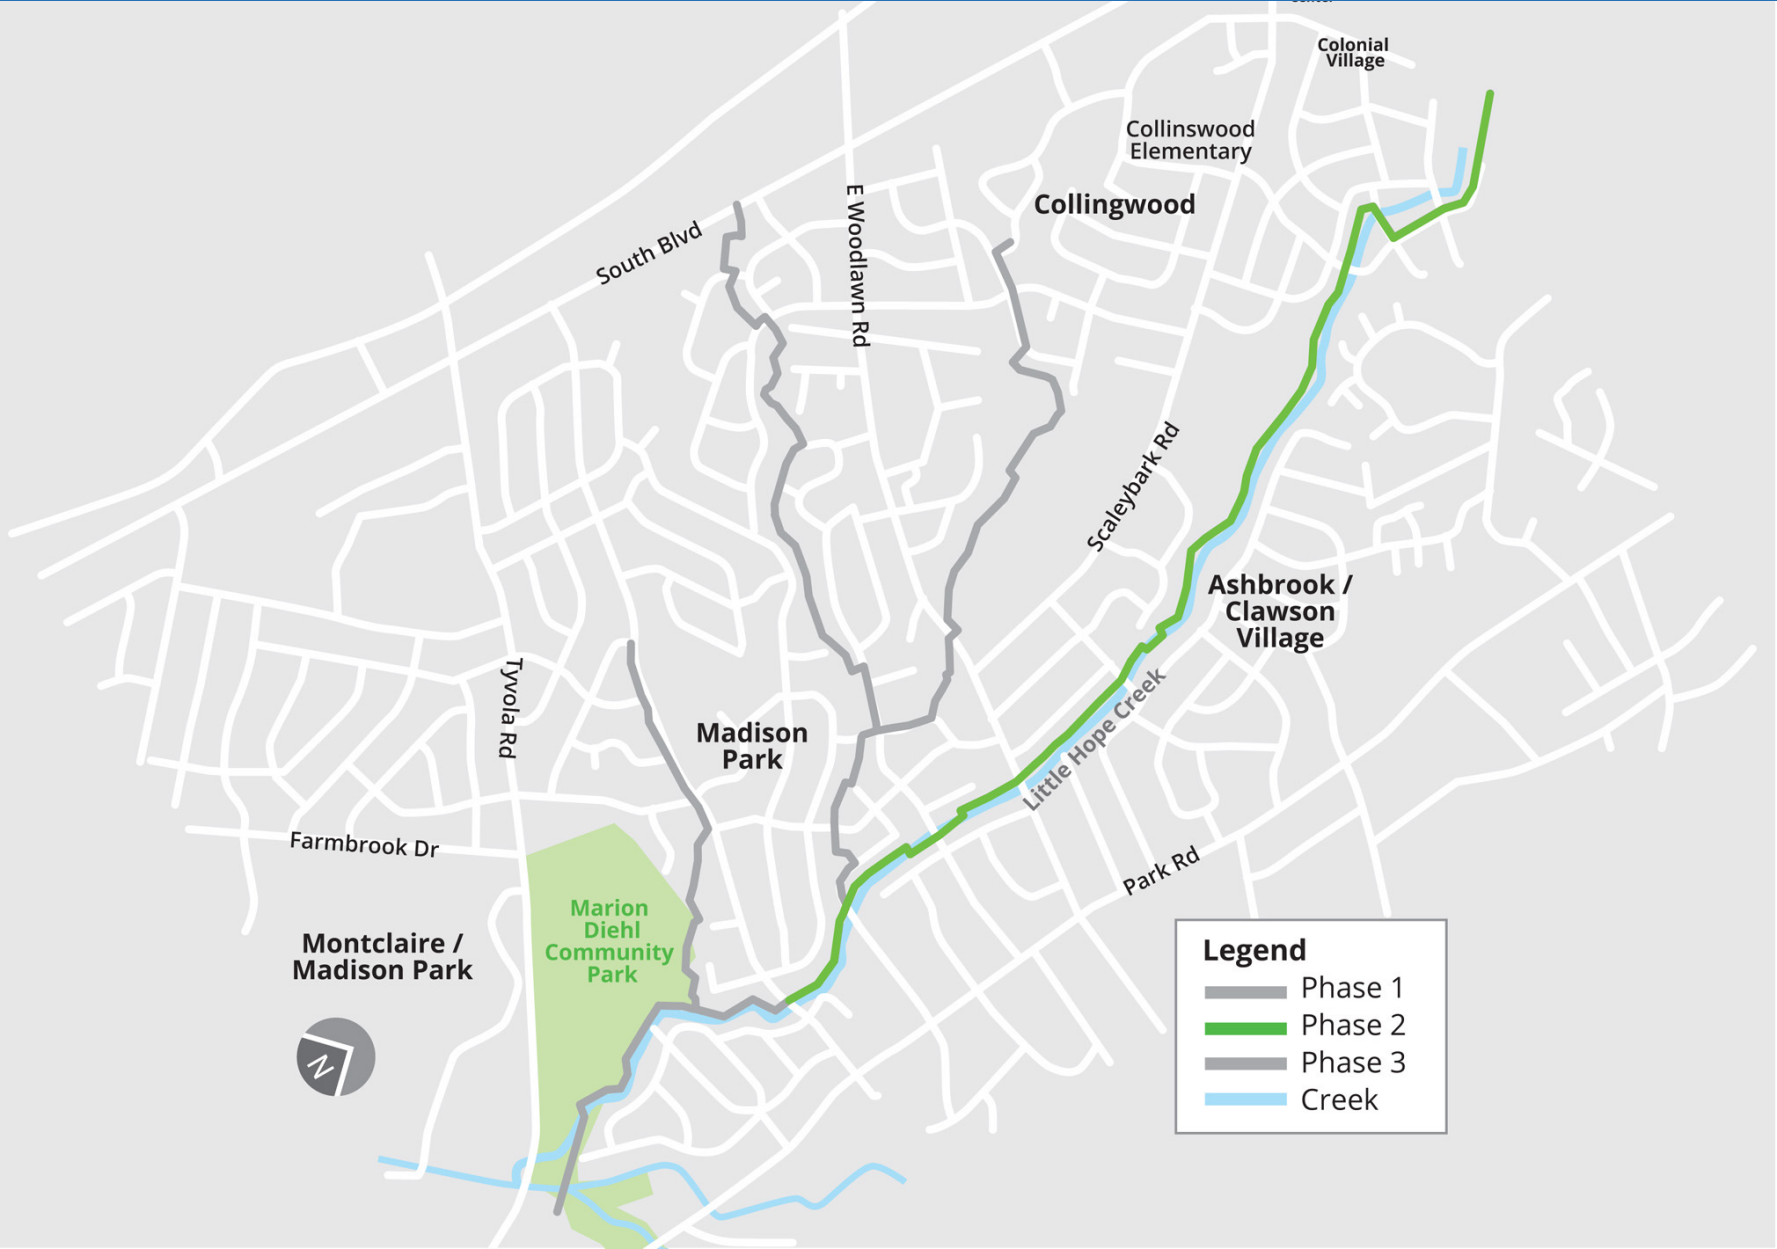 Colonial
Village
Collinswood
Elementary
Collingwood
E Woodlawn Rd
South Blvd
Scaleybark Rd
Ashbrook /
Clawson
Village
Tyvola Rd
Madison
Park
Little Hope Creek
Farmbrook Dr
Park Rd
Marion
Diehl
Community
Park
Montclaire /
Madison Park
N
Legend
Phase 1
Phase 2
Phase 3
Creek